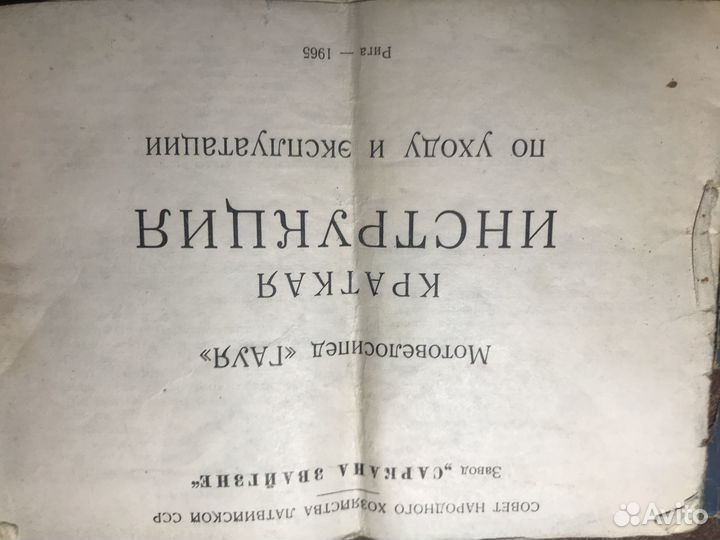 СОВЕТ НАРОДНОГО ХОЗЯЙСТВА ЛАТВИЙСКОЙ ССР
Завод „САРКАНА ЗВАЙГЗНЕ"
Мотовелосипед «ГАУЯ»
КРАТКАЯ
ИНСТРУКЦИЯ
ПО УХОДУ И ЭКСПЛУАТАЦИИ
Рига — 1965
Avito